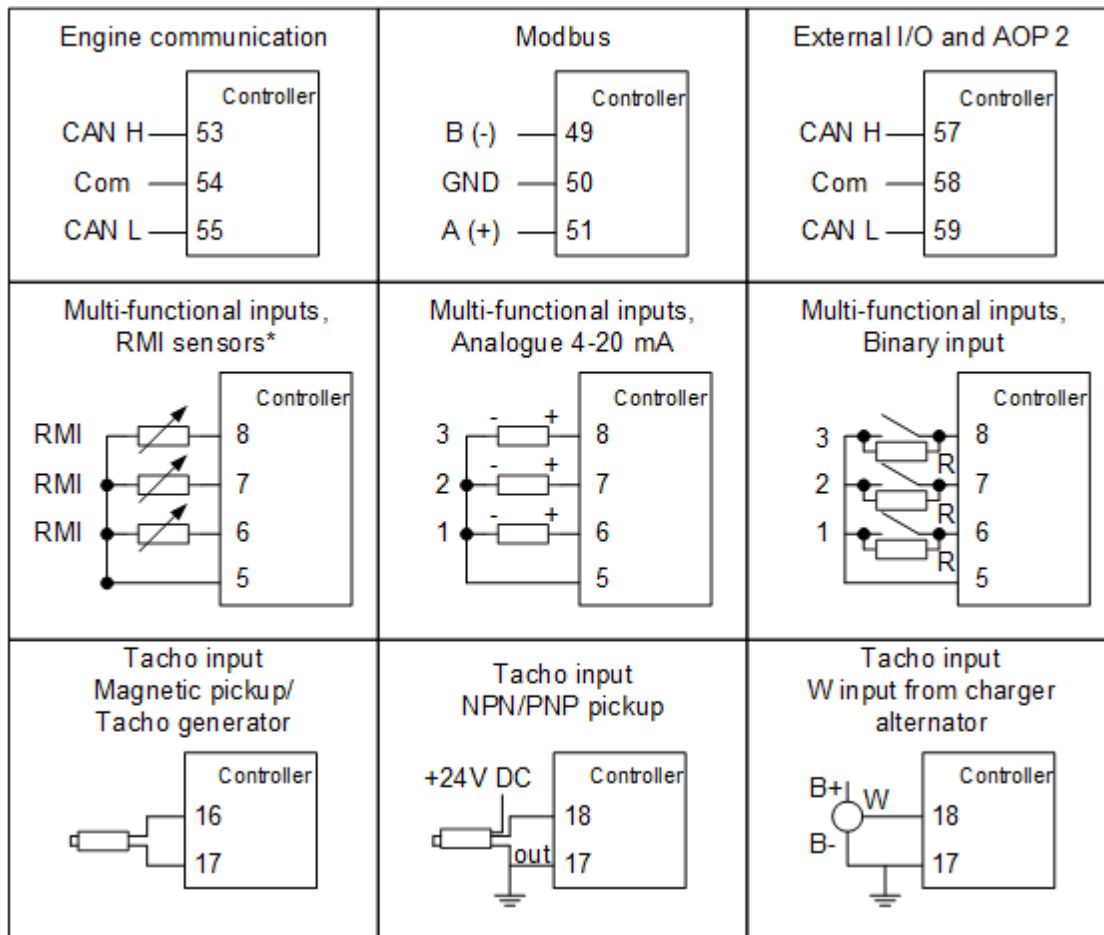 Engine communication
Controller
CAN H 53
Com 54
CAN L 55
Modbus
Controller
B (-) 49
GND 50
A (+) 51
External I/O and AOP 2
Controller
CAN H 57
Com 58
CAN L 59
Multi-functional inputs,
RMI sensors*
Controller
RMI 8
RMI 7
RMI 6
5
Multi-functional inputs,
Analogue 4-20 mA
Controller
3 - + 8
2 - + 7
1 - + 6
5
Multi-functional inputs,
Binary input
Controller
3 R 8
2 R 7
1 R 6
5
Tacho input
Magnetic pickup/
Tacho generator
Controller
16
17
Tacho input
NPN/PNP pickup
+24V DC Controller
18
out 17
Tacho input
W input from charger
alternator
Controller
B+ W 18
B- 17